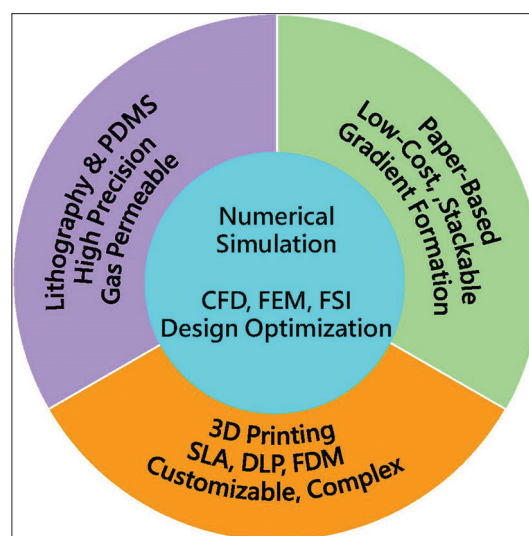 Lithography & PDMS
High Precision
Gas Permeable
Paper-Based
Low-Cost, ,Stackable
Gradient Formation
Numerical
Simulation
CFD, FEM, FSI
Design Optimization
3D Printing
SLA, DLP, FDM
Customizable, Complex